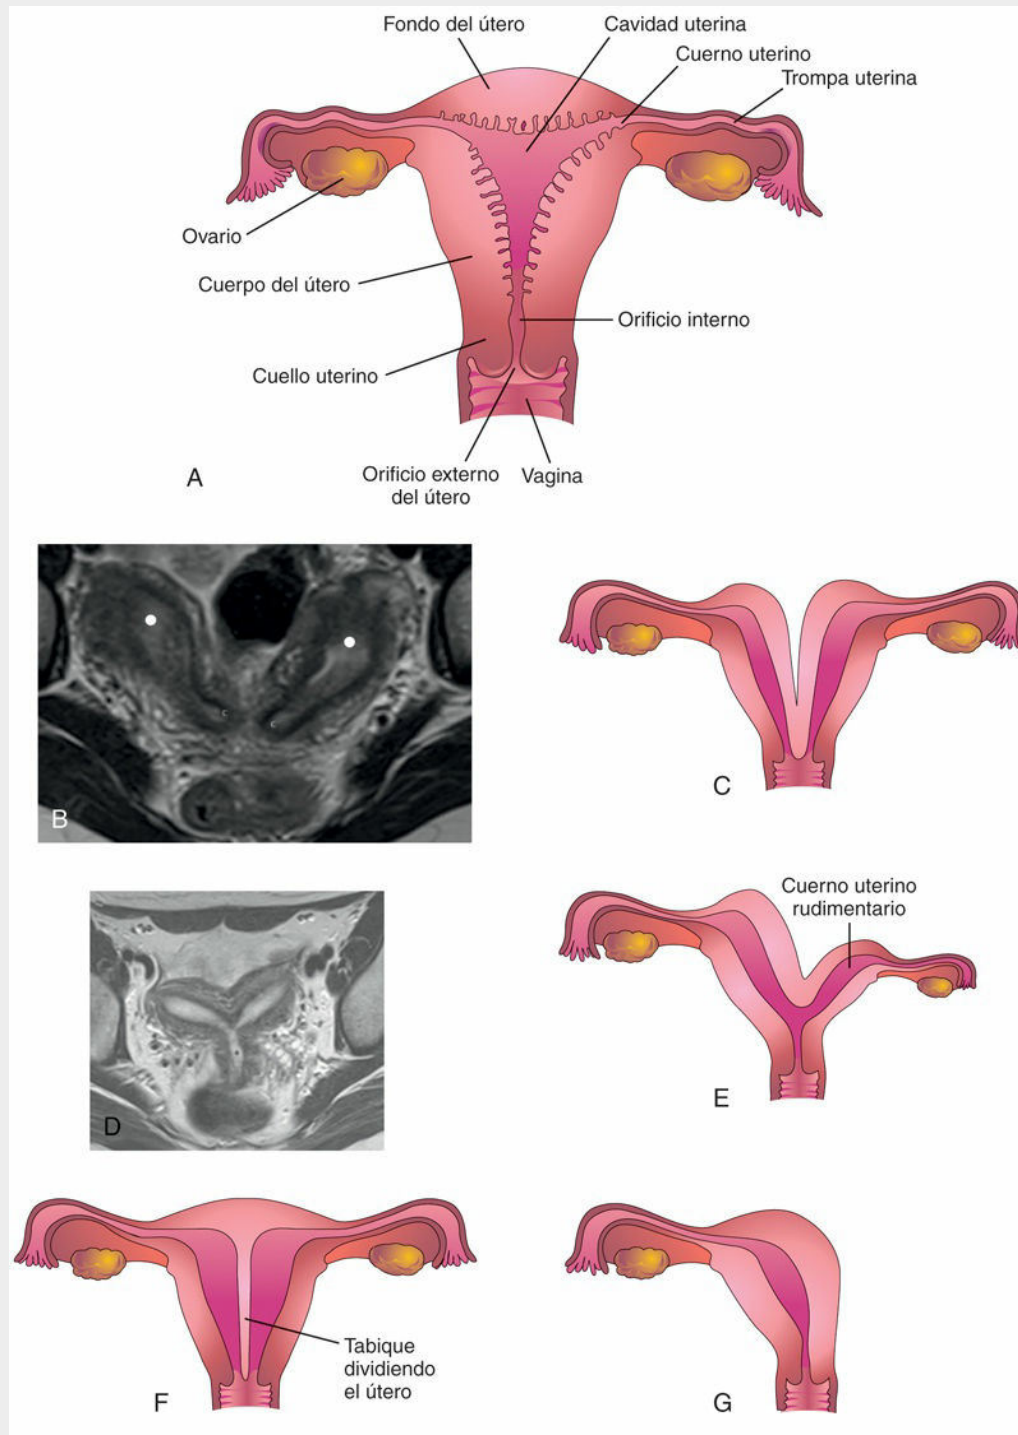 Fondo del útero
Cavidad uterina
Cuerno uterino
Trompa uterina
Ovario
Cuerpo del útero
Orificio interno
Cuello uterino
A
Orificio externo
del útero
Vagina
B
c
c
C
D
Cuerno uterino
rudimentario
E
Tabique
dividiendo
el útero
F
G